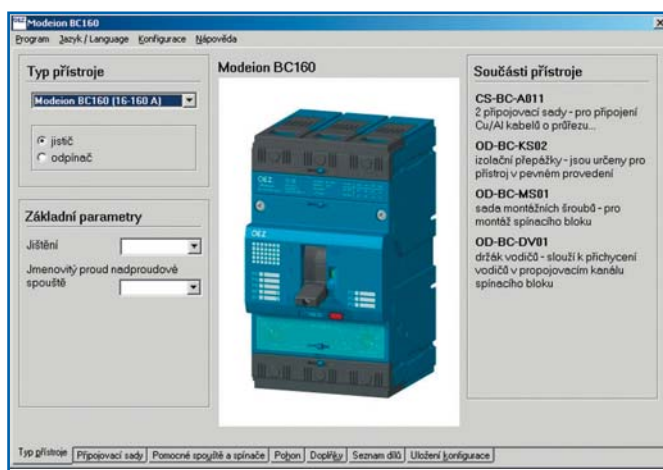 Modeion BC160
Program Jazyk / Language Konfigurace Nápověda
Typ přístroje
Modeion BC160 (16-160 A)
jistič
odpínač
Základní parametry
Jištění
Jmenovitý proud nadproudové
spouště
Modeion BC160
OEZ
OEZ
Součásti přístroje
CS-BC-A011
2 připojovací sady - pro připojení
Cu/Al kabelů o průřezu...
OD-BC-KS02
izolační přepážky - jsou určeny pro
přístroj v pevném provedení
OD-BC-MS01
sada montážních šroubů - pro
montáž spínacího bloku
OD-BC-DV01
držák vodičů - slouží k přichycení
vodičů v propojovacím kanálu
spínacího bloku
Typ přístroje Připojovací sady Pomocné spouště a spínače Pohon Doplňky Seznam dílů Uložení konfigurace